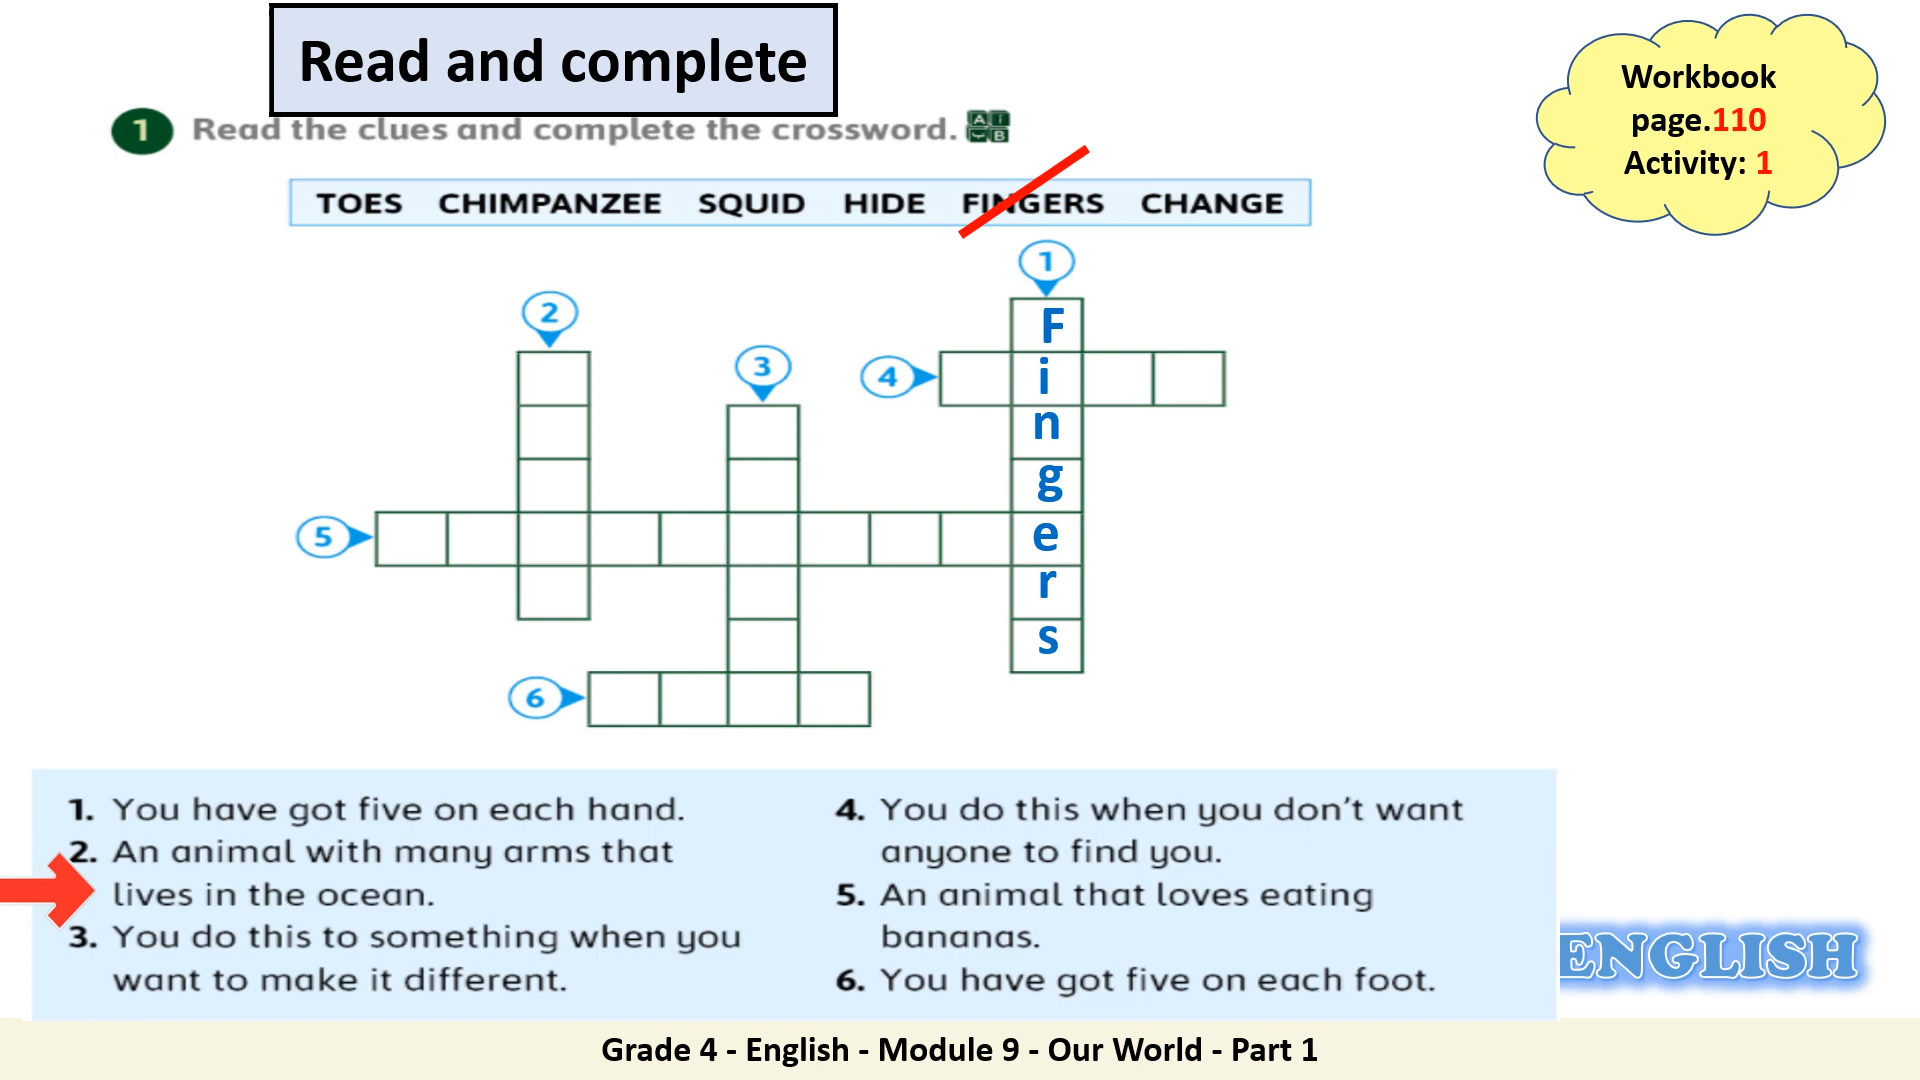 Read and complete
Workbook
page.110
Activity: 1
1 Read the clues and complete the crossword.
A i
B
TOES CHIMPANZEE SQUID HIDE FINGERS CHANGE
1
2
3
4
5
6
F
i
n
g
e
r
s
1. You have got five on each hand.
2. An animal with many arms that
lives in the ocean.
3. You do this to something when you
want to make it different.
4. You do this when you don't want
anyone to find you.
5. An animal that loves eating
bananas.
6. You have got five on each foot.
ENGLISH
Grade 4 - English - Module 9 - Our World - Part 1